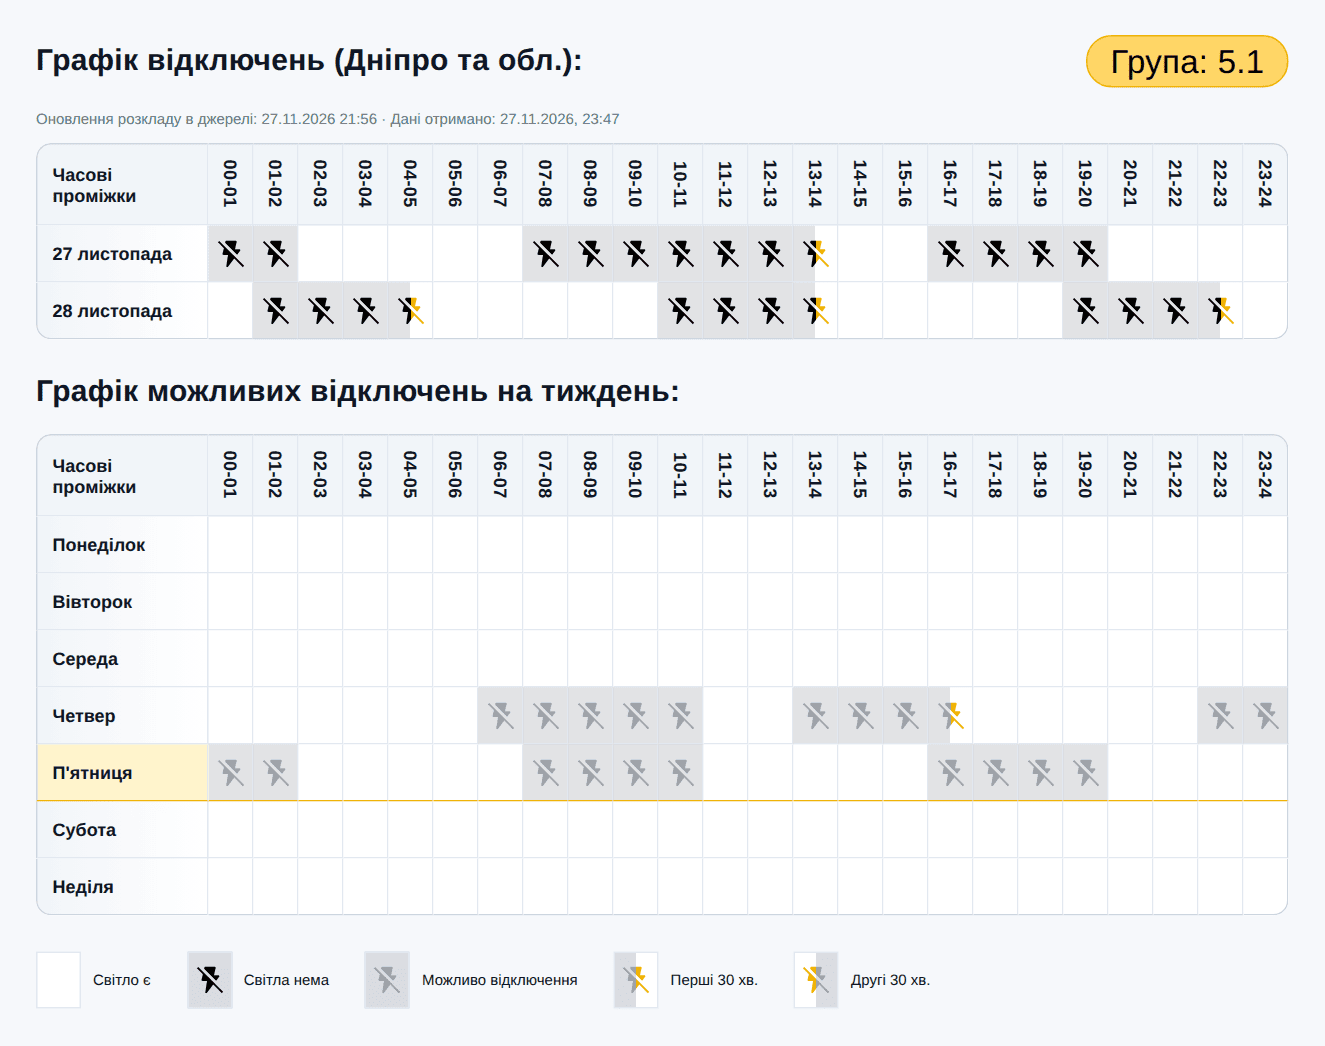 Графік відключень (Дніпро та обл.):
Група: 5.1
Оновлення розкладу в джерелі: 27.11.2026 21:56 · Дані отримано: 27.11.2026, 23:47
Часові проміжки 00-01 01-02 02-03 03-04 04-05 05-06 06-07 07-08 08-09 09-10 10-11 11-12 12-13 13-14 14-15 15-16 16-17 17-18 18-19 19-20 20-21 21-22 22-23 23-24
27 листопада
28 листопада
Графік можливих відключень на тиждень:
Часові проміжки 00-01 01-02 02-03 03-04 04-05 05-06 06-07 07-08 08-09 09-10 10-11 11-12 12-13 13-14 14-15 15-16 16-17 17-18 18-19 19-20 20-21 21-22 22-23 23-24
Понеділок
Вівторок
Середа
Четвер
П'ятниця
Субота
Неділя
Світло є Світла нема Можливо відключення Перші 30 хв. Другі 30 хв.